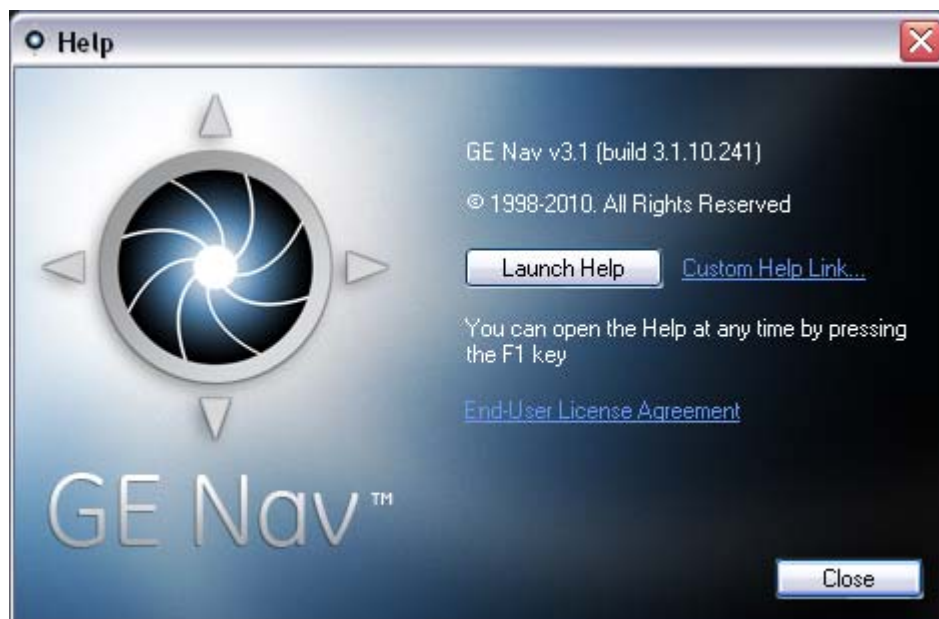 Help
GE Nav v3.1 (build 3.1.10.241)
© 1998-2010. All Rights Reserved
Launch Help Custom Help Link...
You can open the Help at any time by pressing
the F1 key
End-User License Agreement
GE Nav™
Close